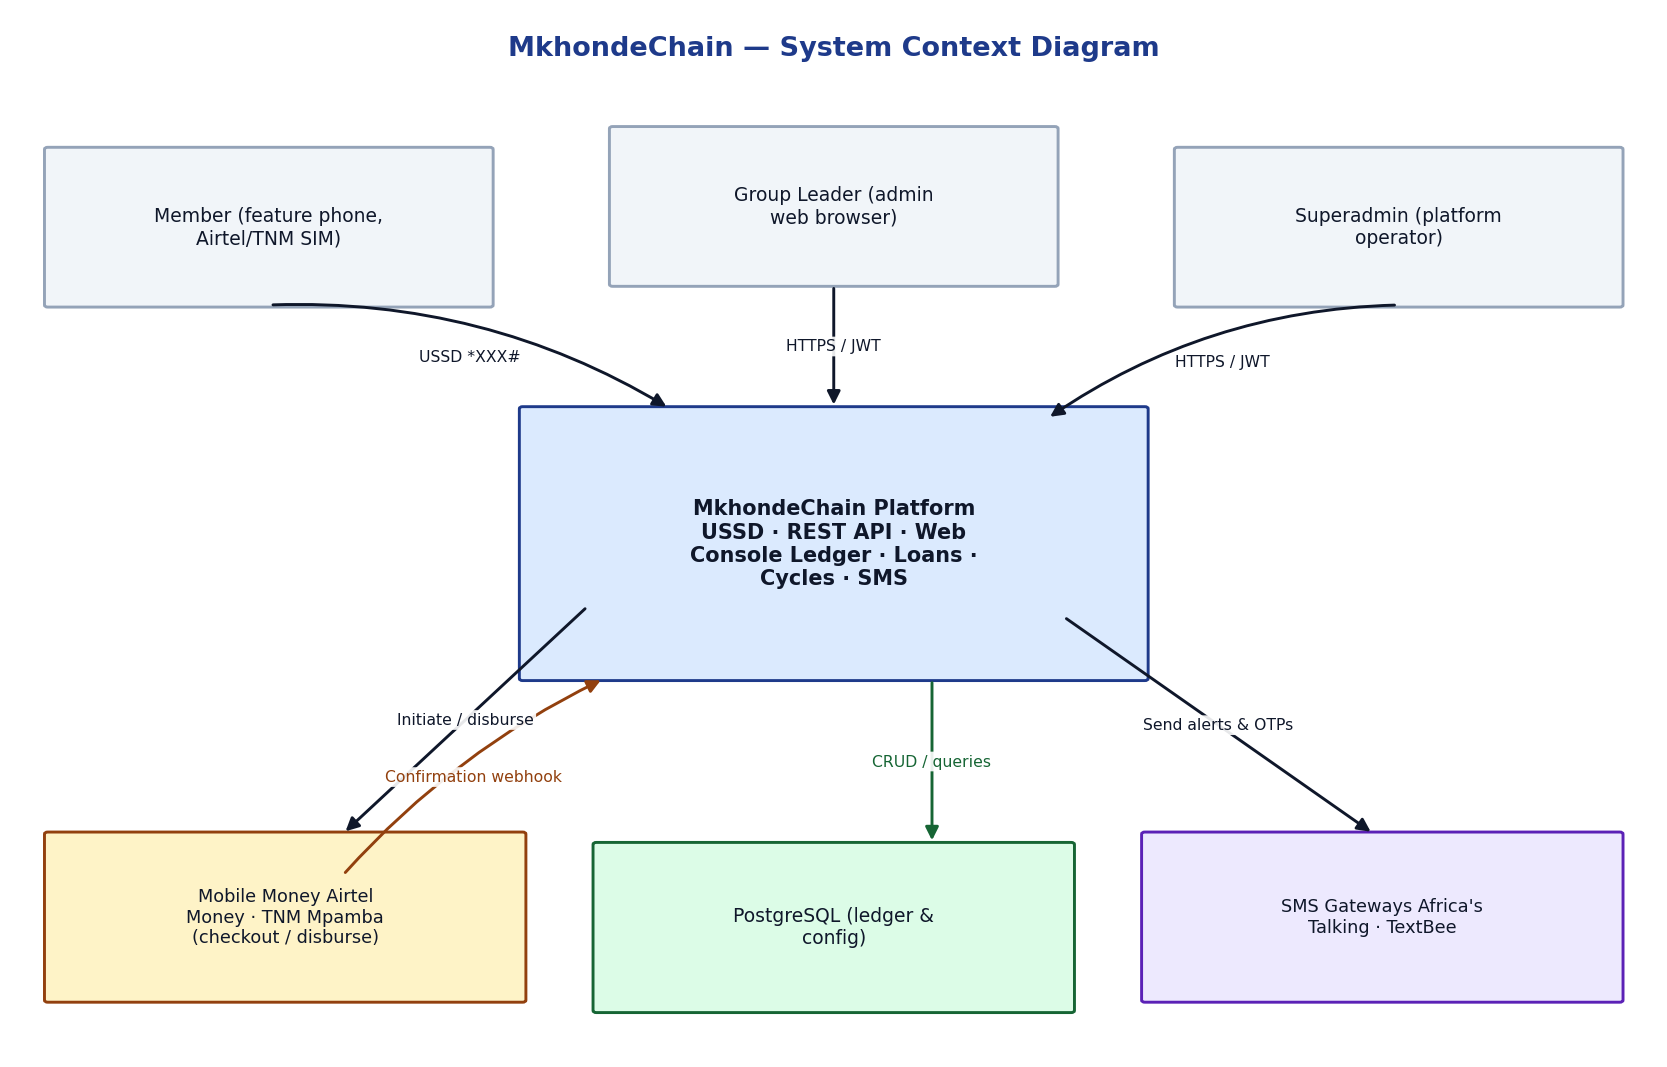 MkhondeChain — System Context Diagram
Member (feature phone,
Airtel/TNM SIM)
Group Leader (admin
web browser)
Superadmin (platform
operator)
USSD *XXX#
HTTPS / JWT
HTTPS / JWT
MkhondeChain Platform
USSD · REST API · Web
Console Ledger · Loans ·
Cycles · SMS
Initiate / disburse
Confirmation webhook
CRUD / queries
Send alerts & OTPs
Mobile Money Airtel
Money · TNM Mpamba
(checkout / disburse)
PostgreSQL (ledger &
config)
SMS Gateways Africa's
Talking · TextBee